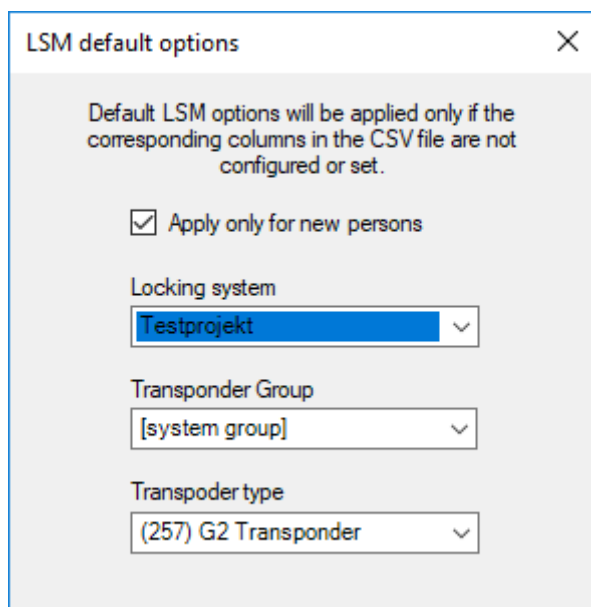 LSM default options
Default LSM options will be applied only if the
corresponding columns in the CSV file are not
configured or set.
Apply only for new persons
Locking system
Testprojekt
Transponder Group
[system group]
Transpoder type
(257) G2 Transponder